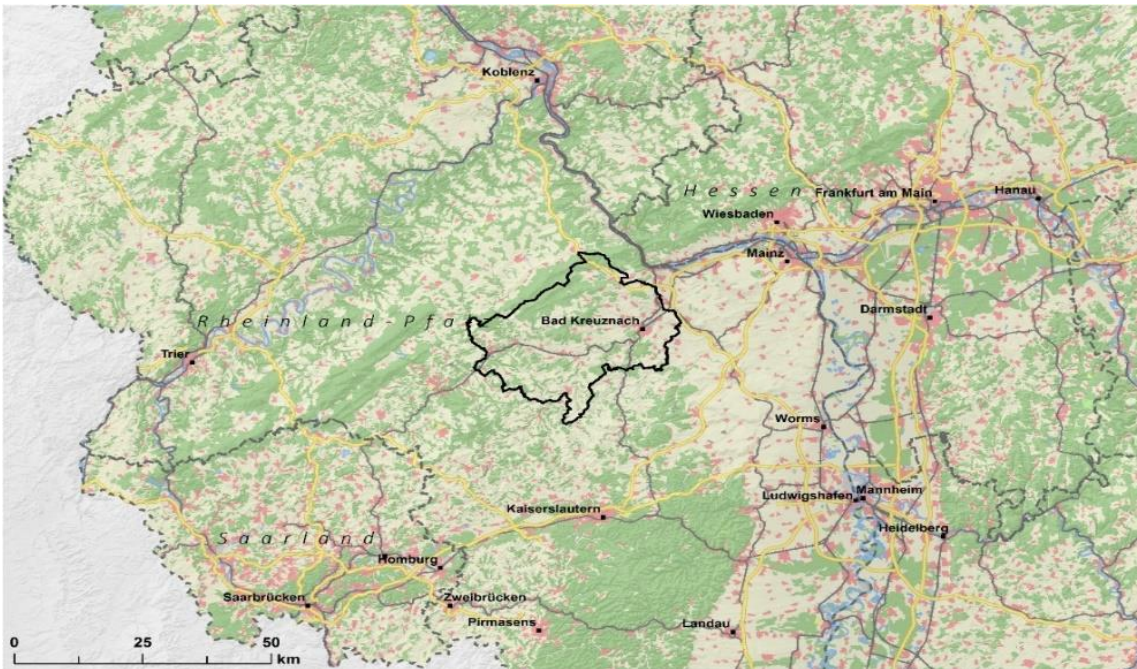 Koblenz
Hessen
Frankfurt am Main
Hanau
Wiesbaden
Mainz
Rheinland-Pfa
Bad Kreuznach
Darmstadt
Trier
Worms
Ludwigshafen
Mannheim
Kaiserslautern
Heidelberg
Saarland
Homburg
Saarbrücken
Zweibrücken
Pirmasens
Landau
0 25 50
km